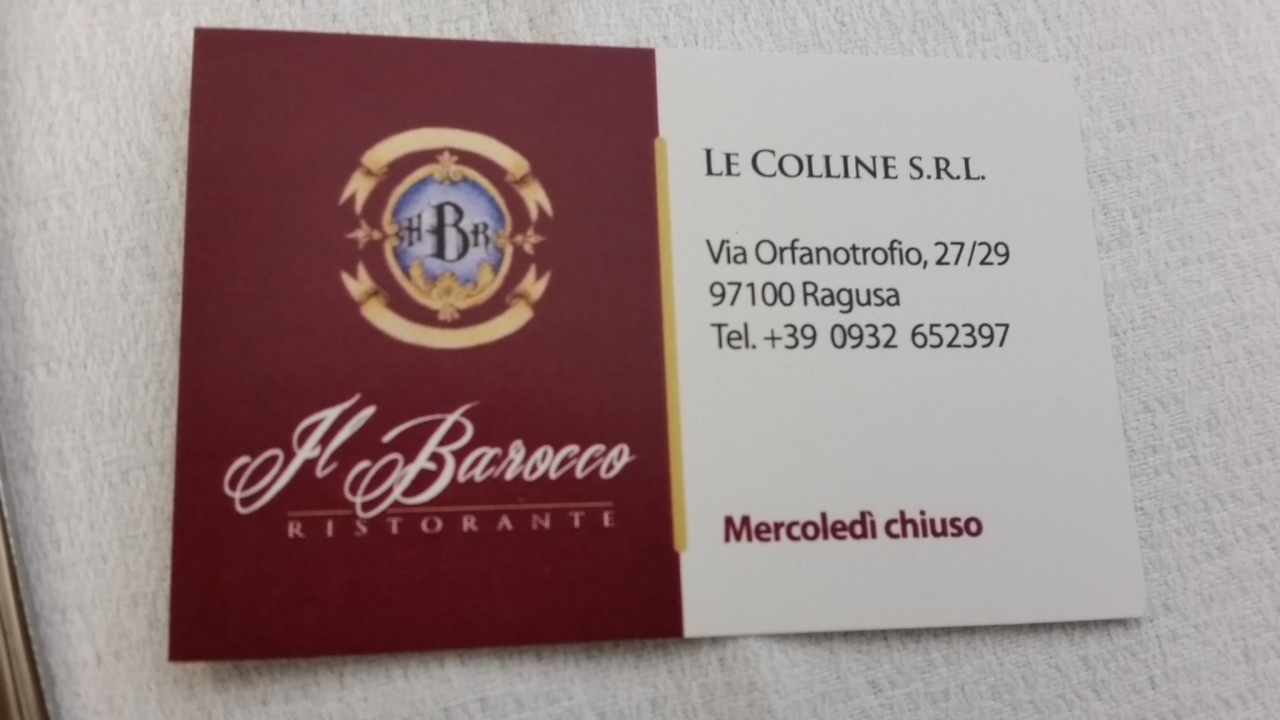 HBR
Il Barocco
RISTORANTE
LE COLLINE S.R.L.
Via Orfanotrofio, 27/29
97100 Ragusa
Tel. +39 0932 652397
Mercoledì chiuso